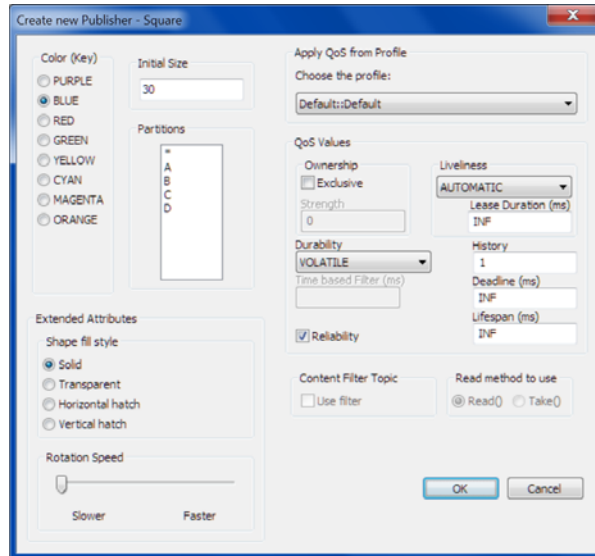 Create new Publisher - Square
Color (Key)
PURPLE
BLUE
RED
GREEN
YELLOW
CYAN
MAGENTA
ORANGE
Initial Size
30
Partitions
*
A
B
C
D
Apply QoS from Profile
Choose the profile:
Default::Default
QoS Values
Ownership
Exclusive
Strength
0
Liveliness
AUTOMATIC
Lease Duration (ms)
INF
Durability
VOLATILE
Time based Filter (ms)
Reliability
History
1
Deadline (ms)
INF
Lifespan (ms)
INF
Extended Attributes
Shape fill style
Solid
Transparent
Horizontal hatch
Vertical hatch
Rotation Speed
Slower Faster
Content Filter Topic
Use filter
Read method to use
Read() Take()
OK Cancel